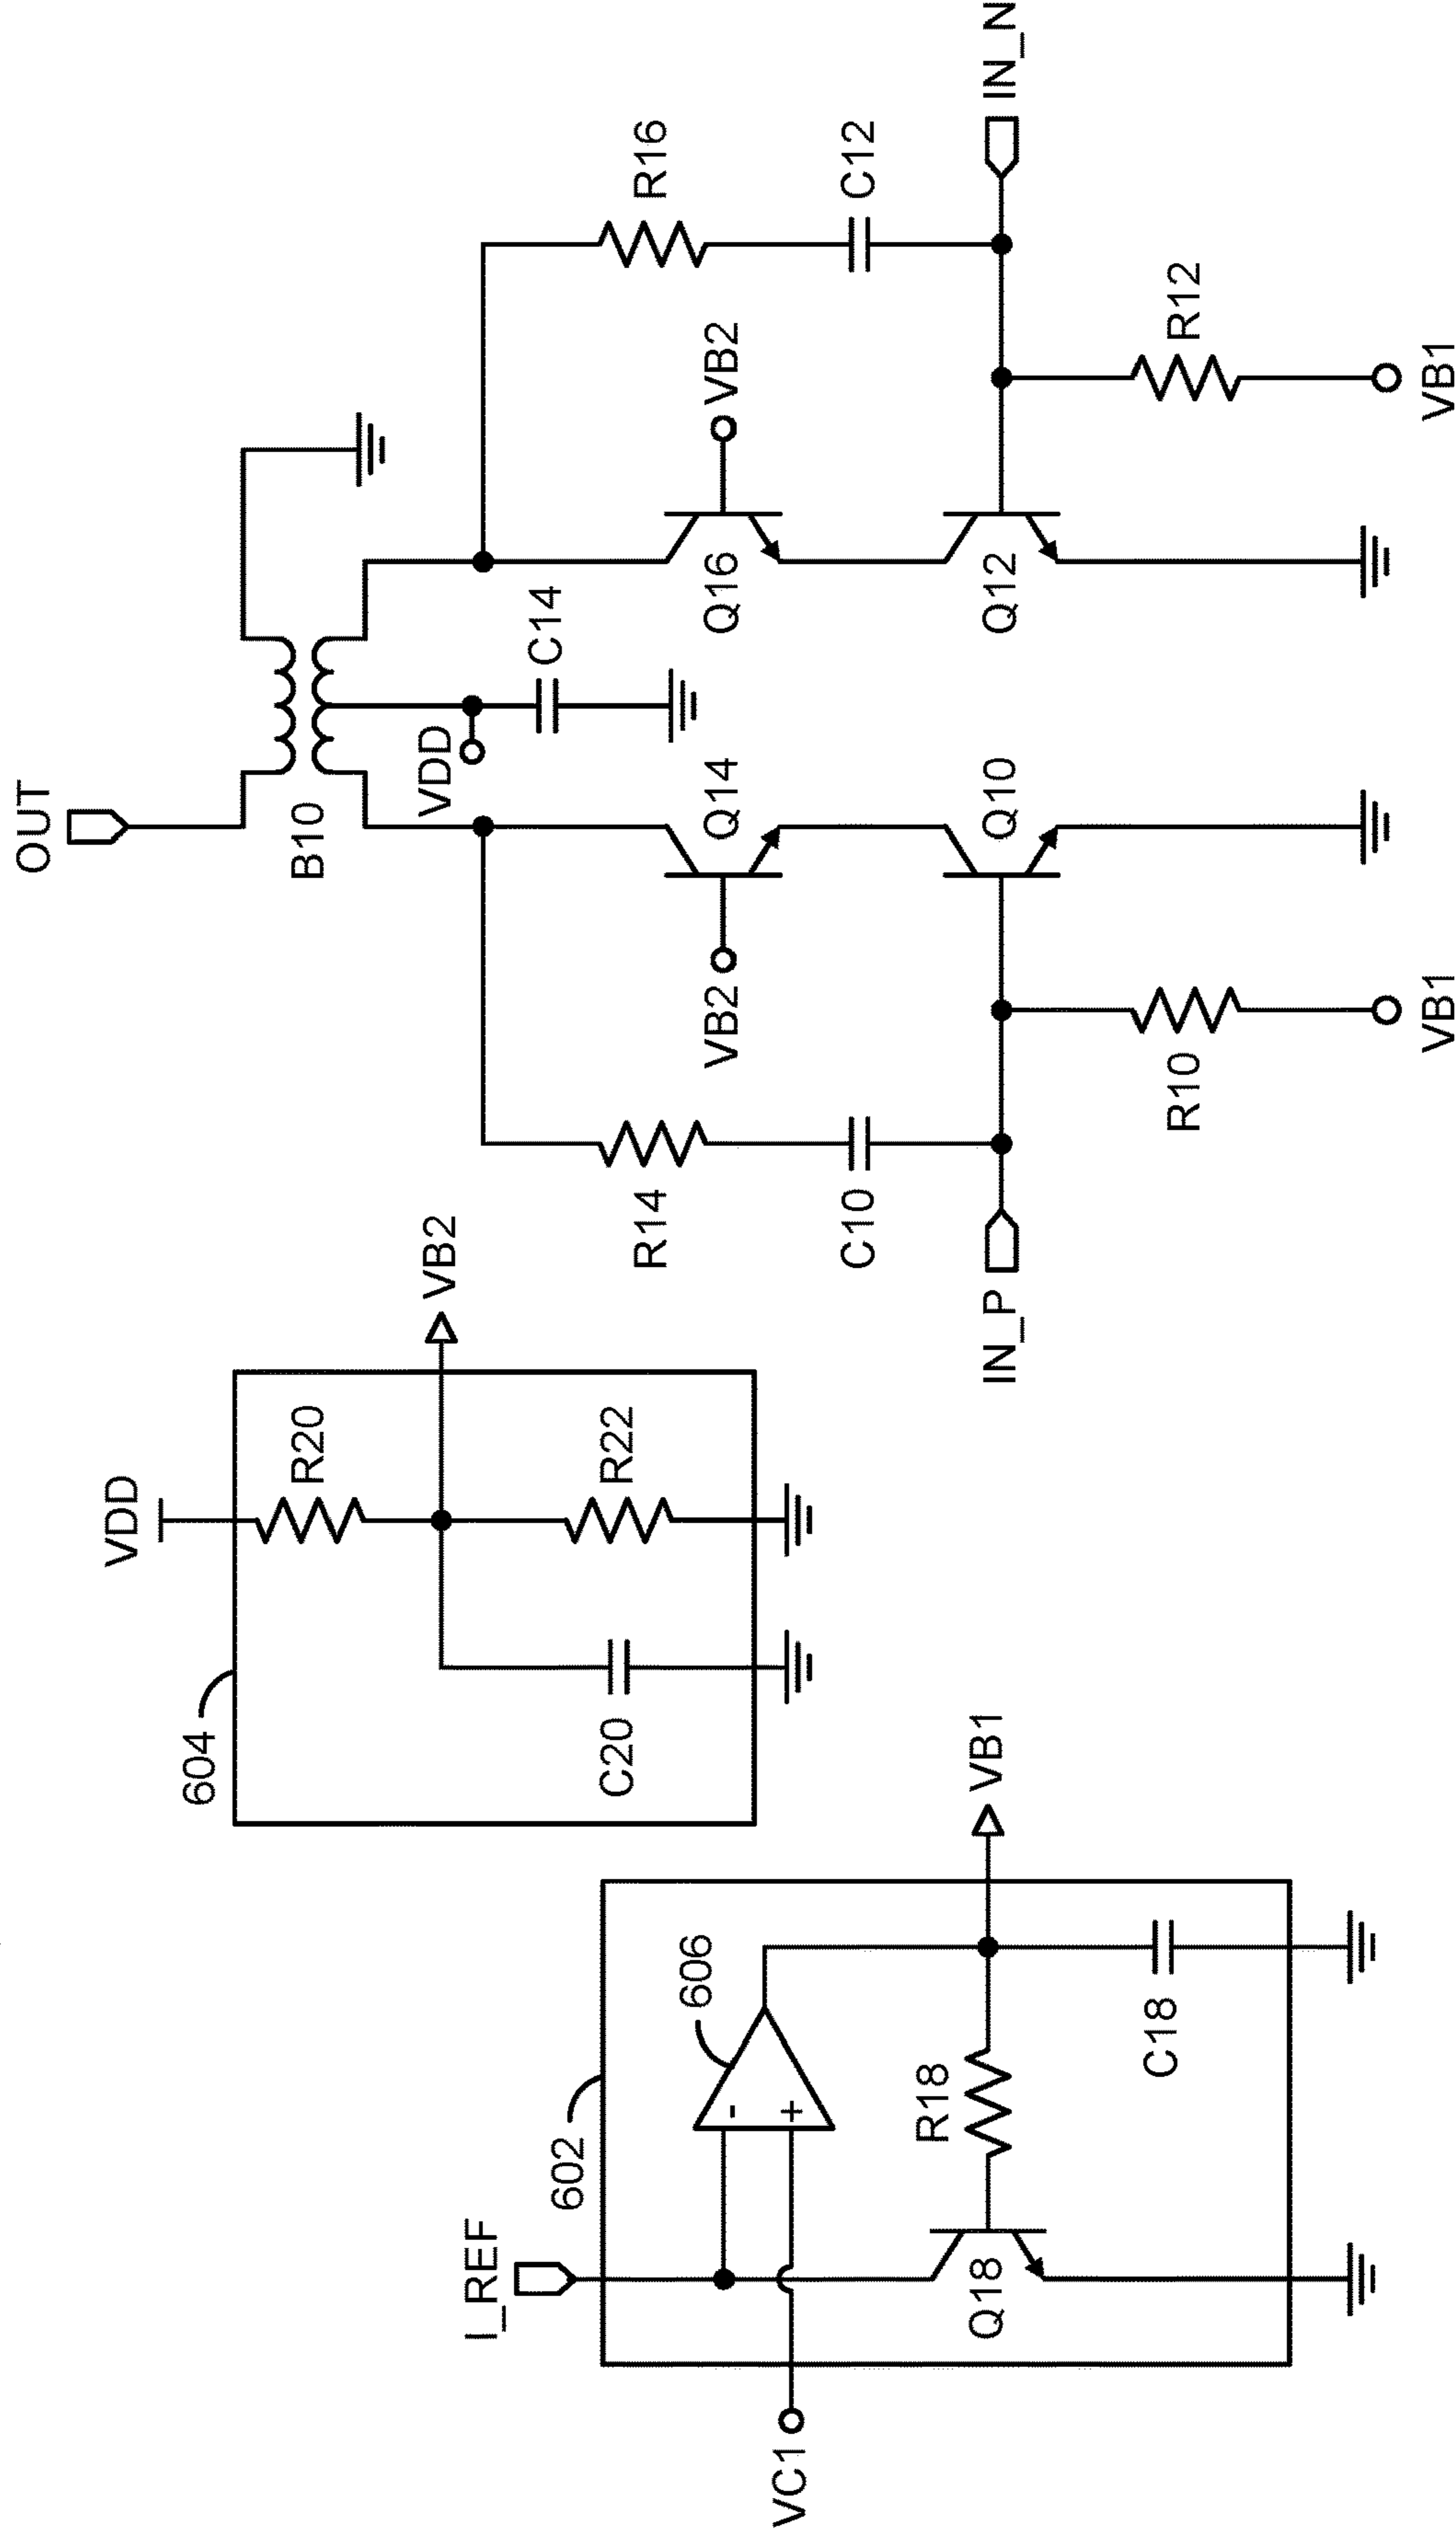 OUT
B10
VDD
C14
R14
C10
VB2
Q14
Q16
VB2
R16
C12
IN_P
Q10
Q12
IN_N
R10
R12
VB1
VB1
VDD
604
R20
VB2
C20
R22
I_REF
602
606
-
+
VC1
Q18
R18
VB1
C18